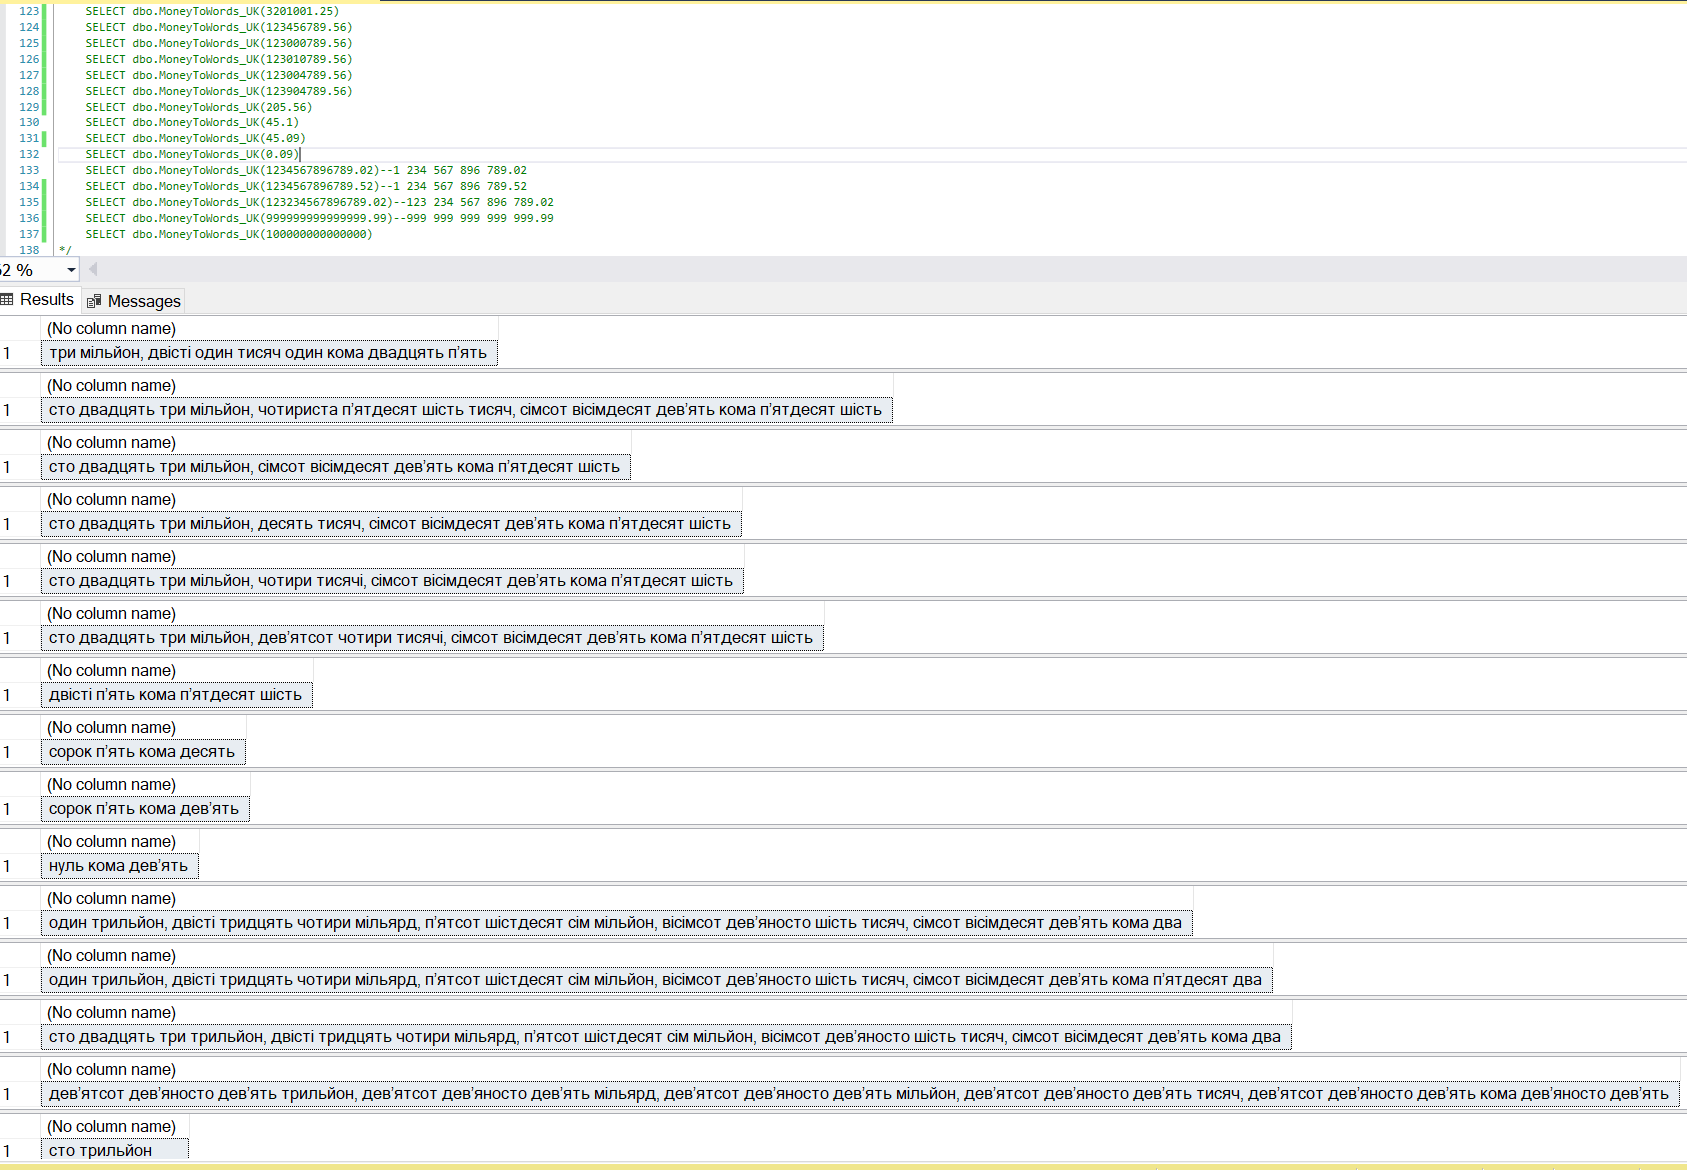 123 SELECT dbo.MoneyToWords_UK(3201001.25)
124 SELECT dbo.MoneyToWords_UK(123456789.56)
125 SELECT dbo.MoneyToWords_UK(123000789.56)
126 SELECT dbo.MoneyToWords_UK(123010789.56)
127 SELECT dbo.MoneyToWords_UK(123004789.56)
128 SELECT dbo.MoneyToWords_UK(123904789.56)
129 SELECT dbo.MoneyToWords_UK(205.56)
130 SELECT dbo.MoneyToWords_UK(45.1)
131 SELECT dbo.MoneyToWords_UK(45.09)
132 SELECT dbo.MoneyToWords_UK(0.09)
133 SELECT dbo.MoneyToWords_UK(1234567896789.02)--1 234 567 896 789.02
134 SELECT dbo.MoneyToWords_UK(1234567896789.52)--1 234 567 896 789.52
135 SELECT dbo.MoneyToWords_UK(123234567896789.02)--123 234 567 896 789.02
136 SELECT dbo.MoneyToWords_UK(999999999999999.99)--999 999 999 999 999.99
137 SELECT dbo.MoneyToWords_UK(100000000000000)
138 */
2 %
Results Messages
(No column name)
1 три мільйон, двісті один тисяч один кома двадцять п'ять
(No column name)
1 сто двадцять три мільйон, чотириста п'ятдесят шість тисяч, сімсот вісімдесят дев'ять кома п'ятдесят шість
(No column name)
1 сто двадцять три мільйон, сімсот вісімдесят дев'ять кома п'ятдесят шість
(No column name)
1 сто двадцять три мільйон, десять тисяч, сімсот вісімдесят дев'ять кома п'ятдесят шість
(No column name)
1 сто двадцять три мільйон, чотири тисячі, сімсот вісімдесят дев'ять кома п'ятдесят шість
(No column name)
1 сто двадцять три мільйон, дев'ятсот чотири тисячі, сімсот вісімдесят дев'ять кома п'ятдесят шість
(No column name)
1 двісті п'ять кома п'ятдесят шість
(No column name)
1 сорок п'ять кома десять
(No column name)
1 сорок п'ять кома дев'ять
(No column name)
1 нуль кома дев'ять
(No column name)
1 один трильйон, двісті тридцять чотири мільярд, п'ятсот шістдесят сім мільйон, вісімсот дев'яносто шість тисяч, сімсот вісімдесят дев'ять кома два
(No column name)
1 один трильйон, двісті тридцять чотири мільярд, п'ятсот шістдесят сім мільйон, вісімсот дев'яносто шість тисяч, сімсот вісімдесят дев'ять кома п'ятдесят два
(No column name)
1 сто двадцять три трильйон, двісті тридцять чотири мільярд, п'ятсот шістдесят сім мільйон, вісімсот дев'яносто шість тисяч, сімсот вісімдесят дев'ять кома два
(No column name)
1 дев'ятсот дев'яносто дев'ять трильйон, дев'ятсот дев'яносто дев'ять мільярд, дев'ятсот дев'яносто дев'ять мільйон, дев'ятсот дев'яносто дев'ять тисяч, дев'ятсот дев'яносто дев'ять кома дев'яносто дев'ять
(No column name)
1 сто трильйон